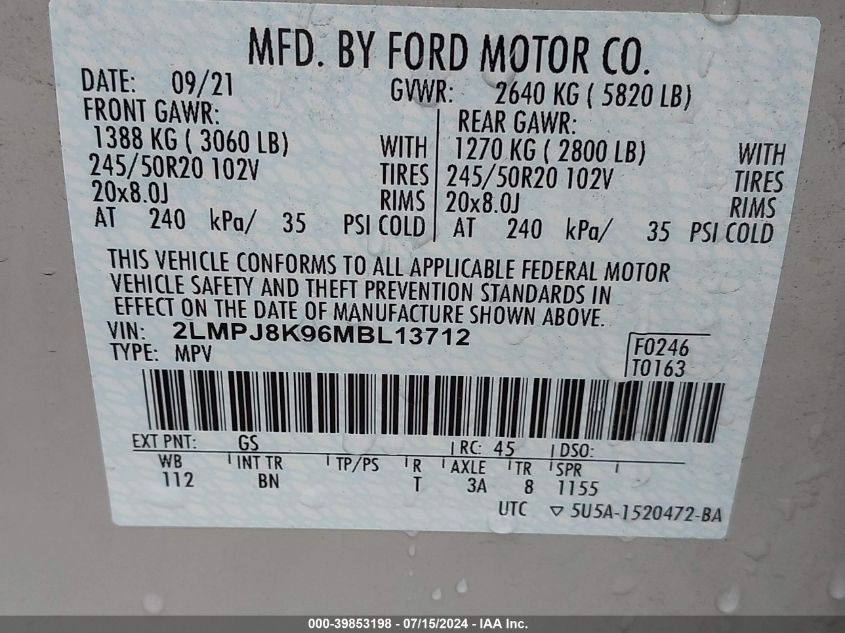 MFD. BY FORD MOTOR CO.
DATE: 09/21 GVWR: 2640 KG ( 5820 LB)
FRONT GAWR: REAR GAWR:
1388 KG ( 3060 LB) WITH 1270 KG ( 2800 LB) WITH
245/50R20 102V TIRES 245/50R20 102V TIRES
20x8.0J RIMS 20x8.0J RIMS
AT 240 kPa/ 35 PSI COLD AT 240 kPa/ 35 PSI COLD
THIS VEHICLE CONFORMS TO ALL APPLICABLE FEDERAL MOTOR
VEHICLE SAFETY AND THEFT PREVENTION STANDARDS IN
EFFECT ON THE DATE OF MANUFACTURE SHOWN ABOVE.
VIN: 2LMPJ8K96MBL13712
TYPE: MPV
F0246
T0163
EXT PNT: GS RC: 45 DSO:
WB INT TR TP/PS R AXLE TR SPR
112 BN T 3A 8 1155
UTC ▽ 5U5A-1520472-BA
000-39853198 - 07/15/2024 - IAA Inc.